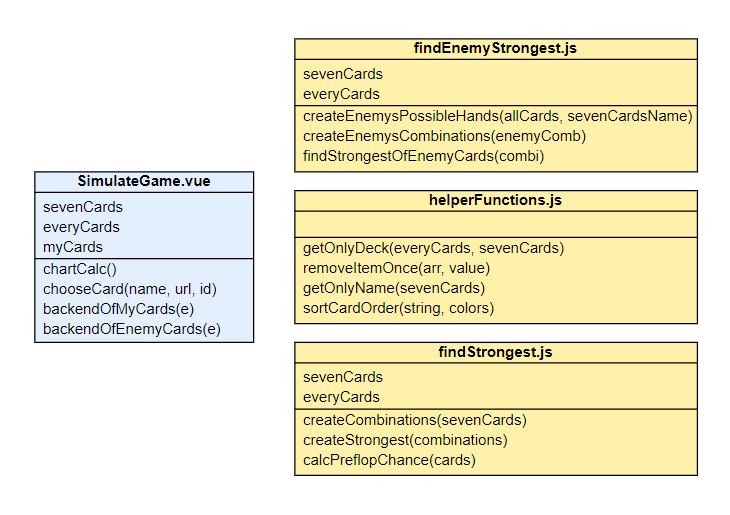 SimulateGame.vue
sevenCards
everyCards
myCards
chartCalc()
chooseCard(name, url, id)
backendOfMyCards(e)
backendOfEnemyCards(e)
findEnemyStrongest.js
sevenCards
everyCards
createEnemysPossibleHands(allCards, sevenCardsName)
createEnemysCombinations(enemyComb)
findStrongestOfEnemyCards(combi)
helperFunctions.js
getOnlyDeck(everyCards, sevenCards)
removeItemOnce(arr, value)
getOnlyName(sevenCards)
sortCardOrder(string, colors)
findStrongest.js
sevenCards
everyCards
createCombinations(sevenCards)
createStrongest(combinations)
calcPreflopChance(cards)